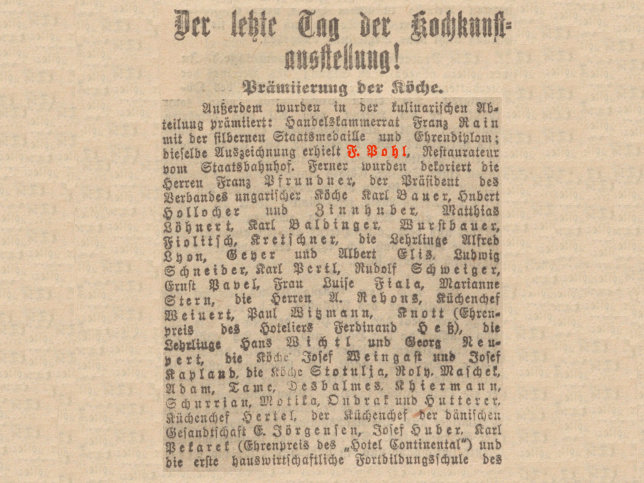 Der letzte Tag der Kochkunst-
ausstellung!
Prämiierung der Köche.
Außerdem wurden in der kulinarischen Ab-
teilung prämiiert: Handelskammerrat Franz Rain
mit der silbernen Staatsmedaille und Ehrendiplom;
dieselbe Auszeichnung erhielt F. Pohl, Restaurateur
vom Staatsbahnhof. Ferner wurden dekoriert die
Herren Franz Pfrundner, der Präsident des
Verbandes ungarischer Köche Karl Bauer, Hubert
Hollocher und Zinnhuber, Matthias
Löhnert, Karl Baldinger, Wurstbauer,
Fiolitsch, Kretschner, die Lehrlinge Alfred
Lyon, Geyer und Albert Elis, Ludwig
Schneider, Karl Pertl, Rudolf Schweiger,
Ernst Pavel, Frau Luise Fiala, Marianne
Stern, die Herren A. Rehons, Küchenchef
Weinert, Paul Witzmann, Knott (Ehren-
preis des Hoteliers Ferdinand Heß), die
Lehrlinge Hans Wichtl und Georg Neu-
pert, die Köche Josef Weingast und Josef
Kapland, die Köche Stotulja, Roly, Maschek,
Adam, Tame, Desbalmes, Khiermann,
Schurrian, Motika, Ondrak und Hutterer,
Küchenchef Hertel, der Küchenchef der dänischen
Gesandtschaft E. Jörgensen, Josef Huber, Karl
Pekarek (Ehrenpreis des „Hotel Continental“) und
die erste hauswirtschaftliche Fortbildungsschule des